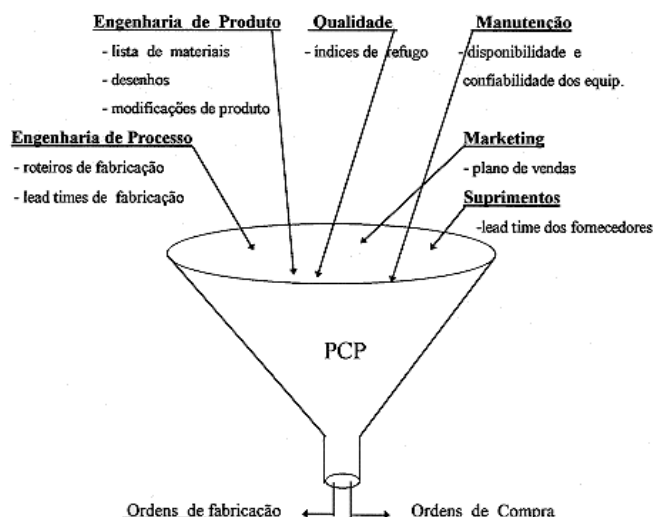 Engenharia de Produto
- lista de materiais
- desenhos
- modificações de produto
Qualidade
- índices de refugo
Manutenção
- disponibilidade e
confiabilidade dos equip.
Engenharia de Processo
- roteiros de fabricação
- lead times de fabricação
Marketing
- plano de vendas
Suprimentos
-lead time dos fornecedores
PCP
Ordens de fabricação
Ordens de Compra